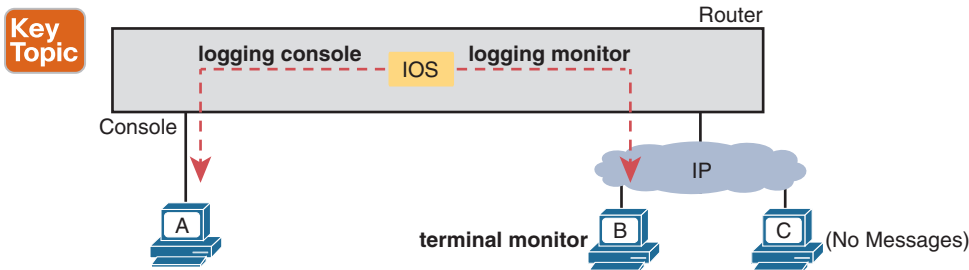 Key
Topic
Router
logging console
IOS
logging monitor
Console
IP
A
terminal monitor
B
C
(No Messages)